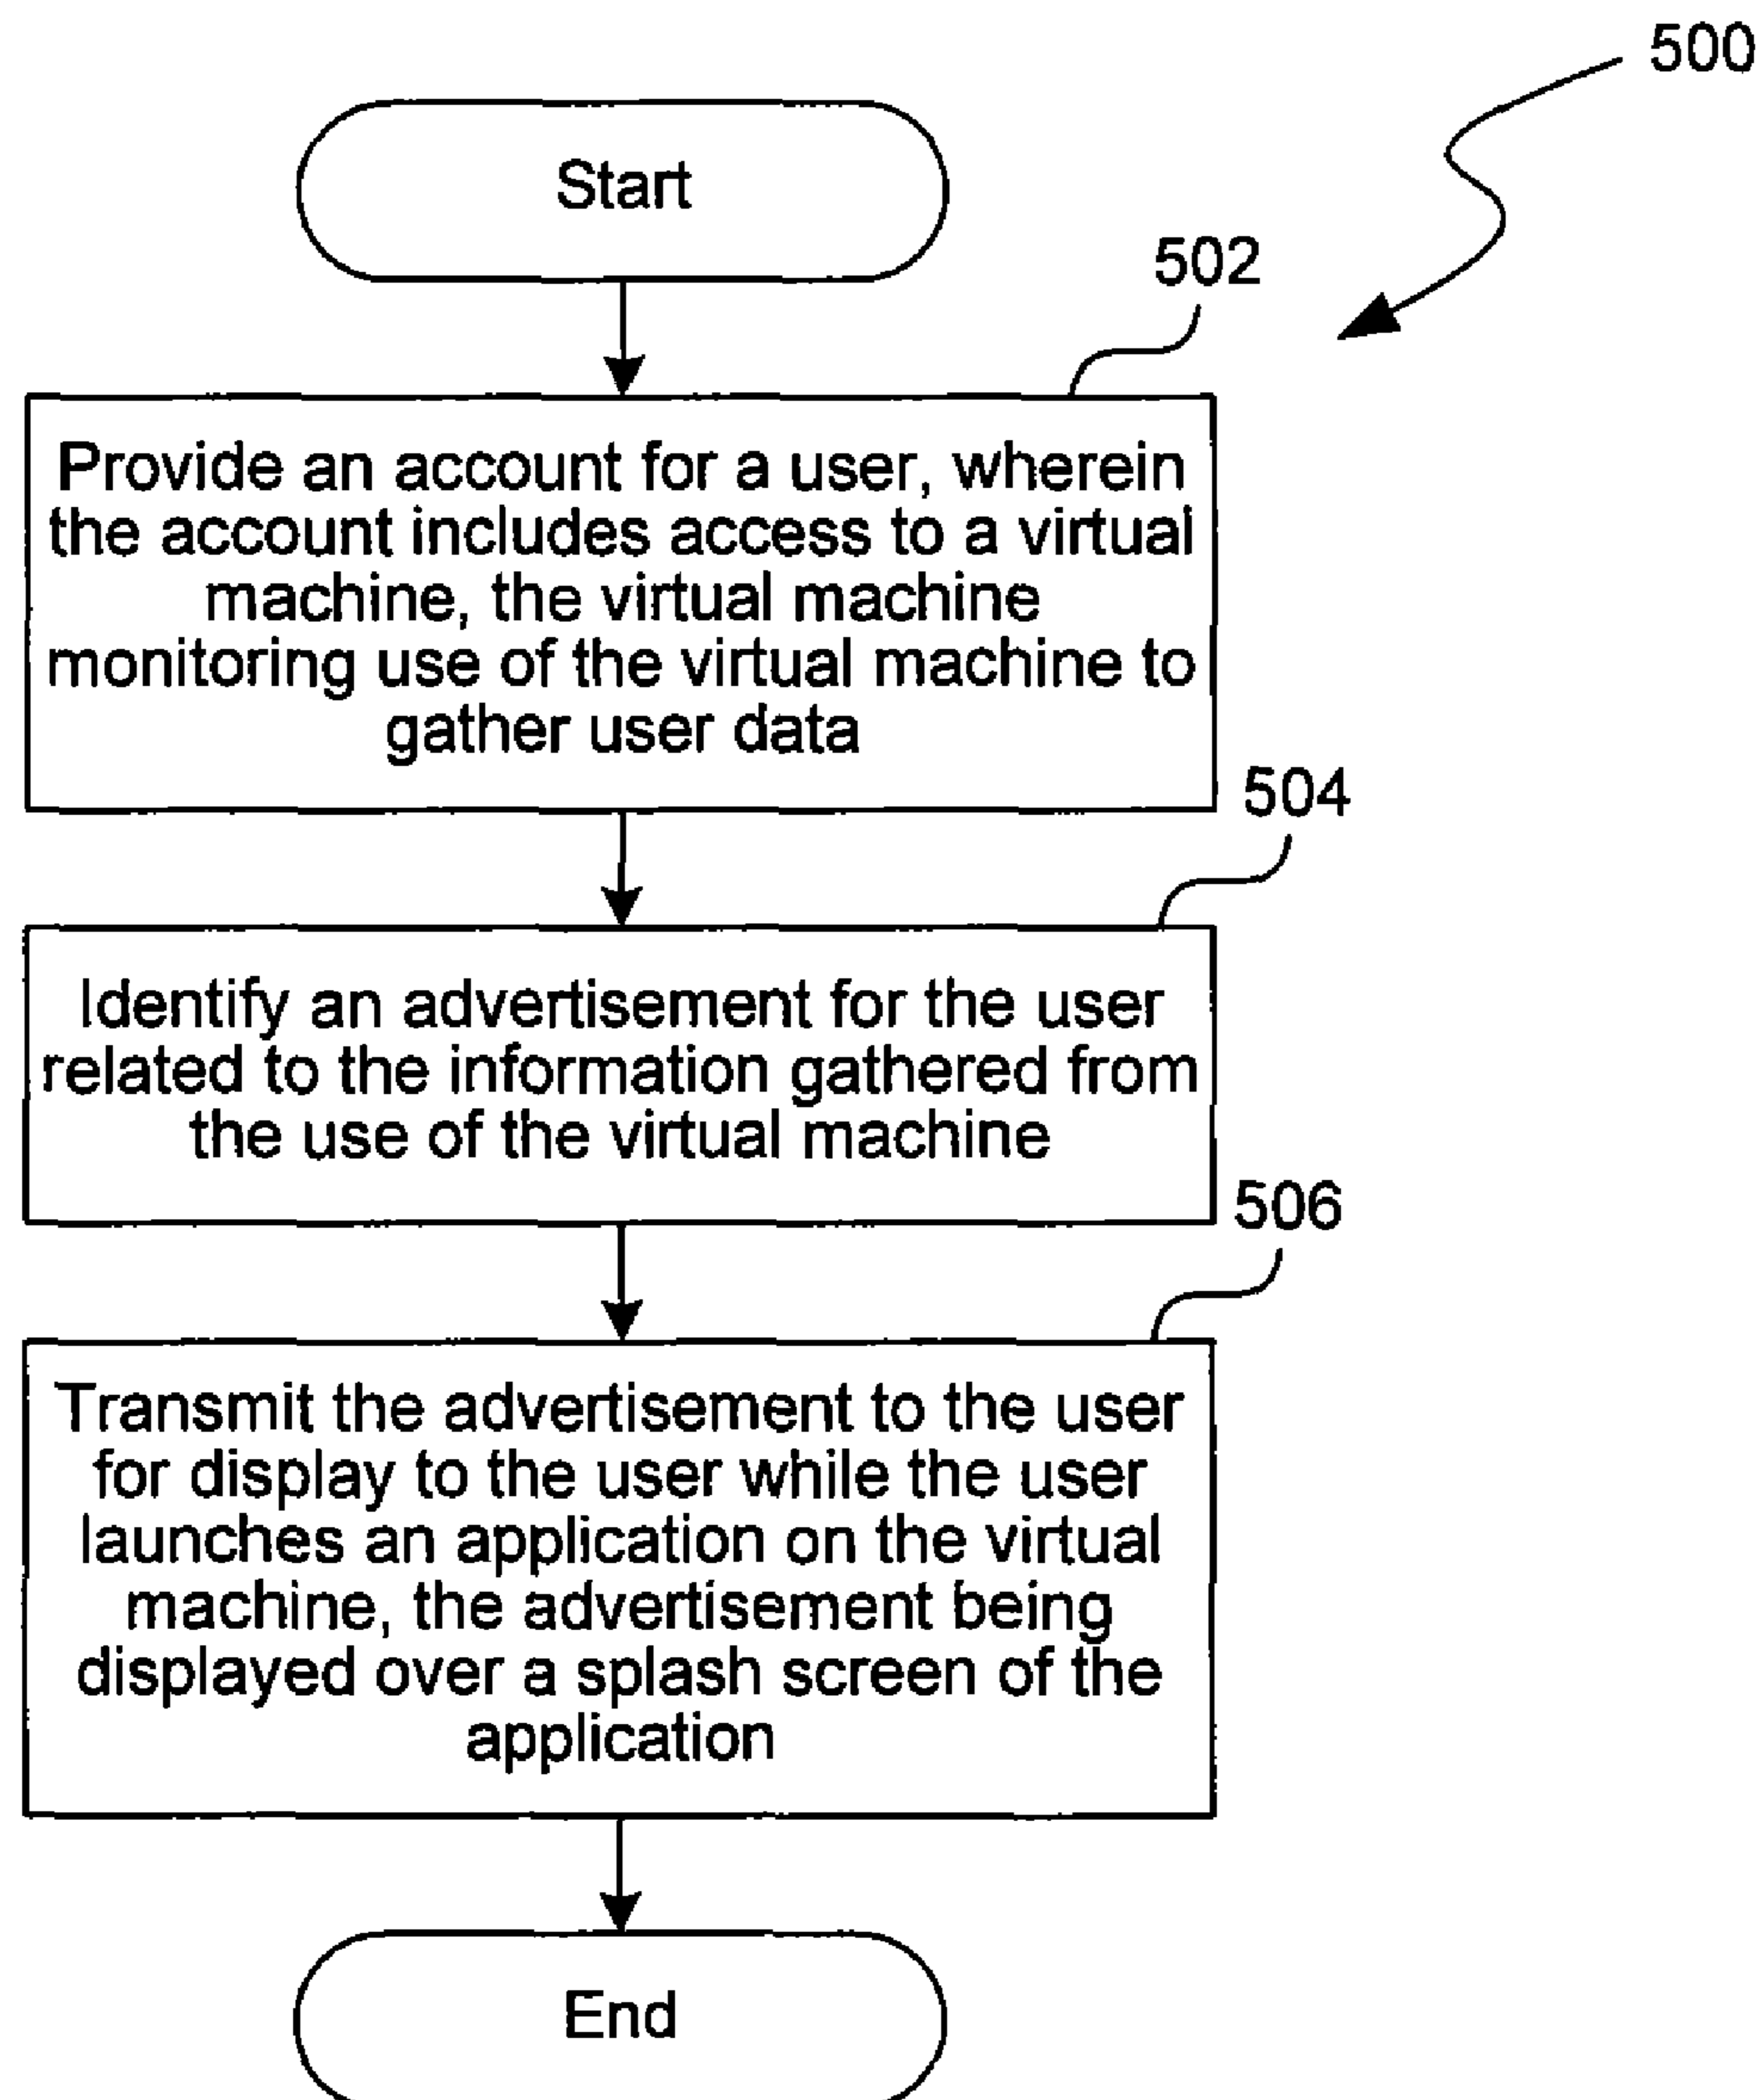 500
Start
502
Provide an account for a user, wherein
the account includes access to a virtual
machine, the virtual machine
monitoring use of the virtual machine to
gather user data
504
Identify an advertisement for the user
related to the information gathered from
the use of the virtual machine
506
Transmit the advertisement to the user
for display to the user while the user
launches an application on the virtual
machine, the advertisement being
displayed over a splash screen of the
application
End